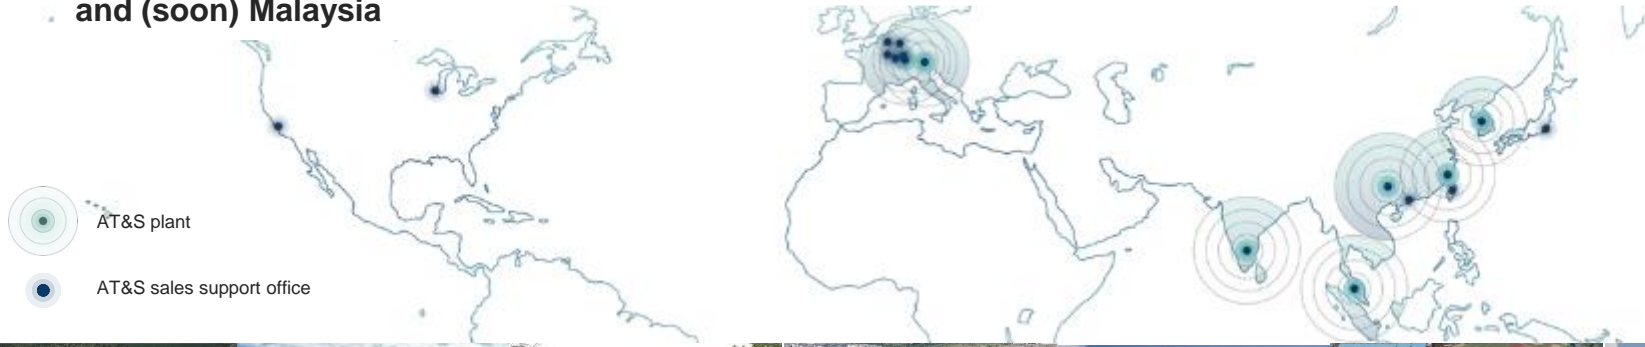 and (soon) Malaysia
AT&S plant
AT&S sales support office